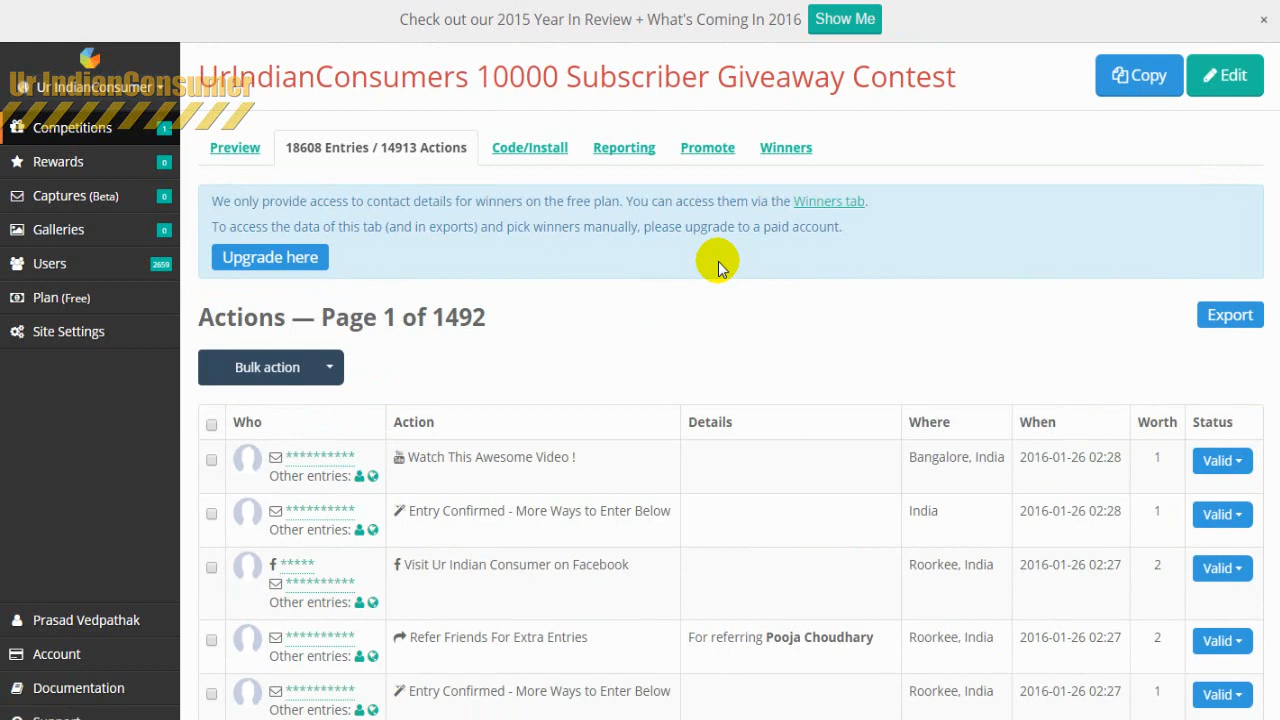 Check out our 2015 Year In Review + What's Coming In 2016 Show Me ×
Ur IndianConsumer
Ur IndianConsumer
UrIndianConsumers 10000 Subscriber Giveaway Contest
Copy Edit
Competitions 1
Rewards 0
Captures (Beta) 0
Galleries 0
Users 2659
Plan (Free)
Site Settings
Prasad Vedpathak
Account
Documentation
Support
Preview 18608 Entries / 14913 Actions Code/Install Reporting Promote Winners
We only provide access to contact details for winners on the free plan. You can access them via the Winners tab.
To access the data of this tab (and in exports) and pick winners manually, please upgrade to a paid account.
Upgrade here
Actions — Page 1 of 1492
Export
Bulk action
Who Action Details Where When Worth Status
********** Watch This Awesome Video ! Bangalore, India 2016-01-26 02:28 1 Valid
Other entries:
********** Entry Confirmed - More Ways to Enter Below India 2016-01-26 02:28 1 Valid
Other entries:
***** Visit Ur Indian Consumer on Facebook Roorkee, India 2016-01-26 02:27 2 Valid
**********
Other entries:
********** Refer Friends For Extra Entries For referring Pooja Choudhary Roorkee, India 2016-01-26 02:27 2 Valid
Other entries:
********** Entry Confirmed - More Ways to Enter Below Roorkee, India 2016-01-26 02:27 1 Valid
Other entries: